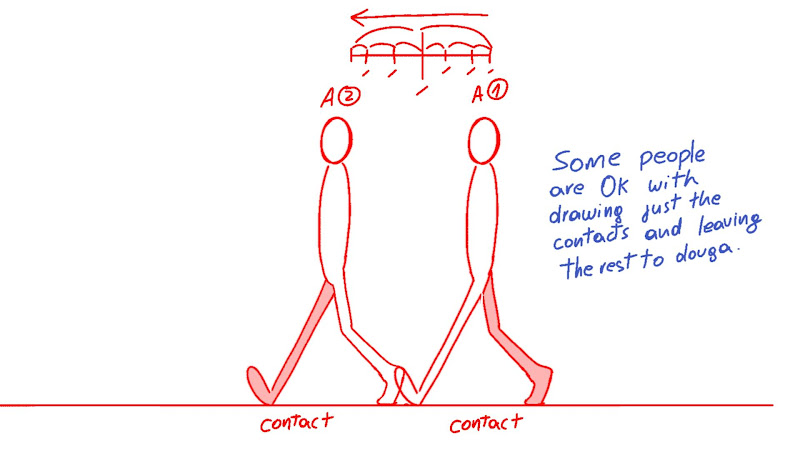 A②
A①
Some people
are OK with
drawing just the
contacts and leaving
the rest to douga.
contact
contact